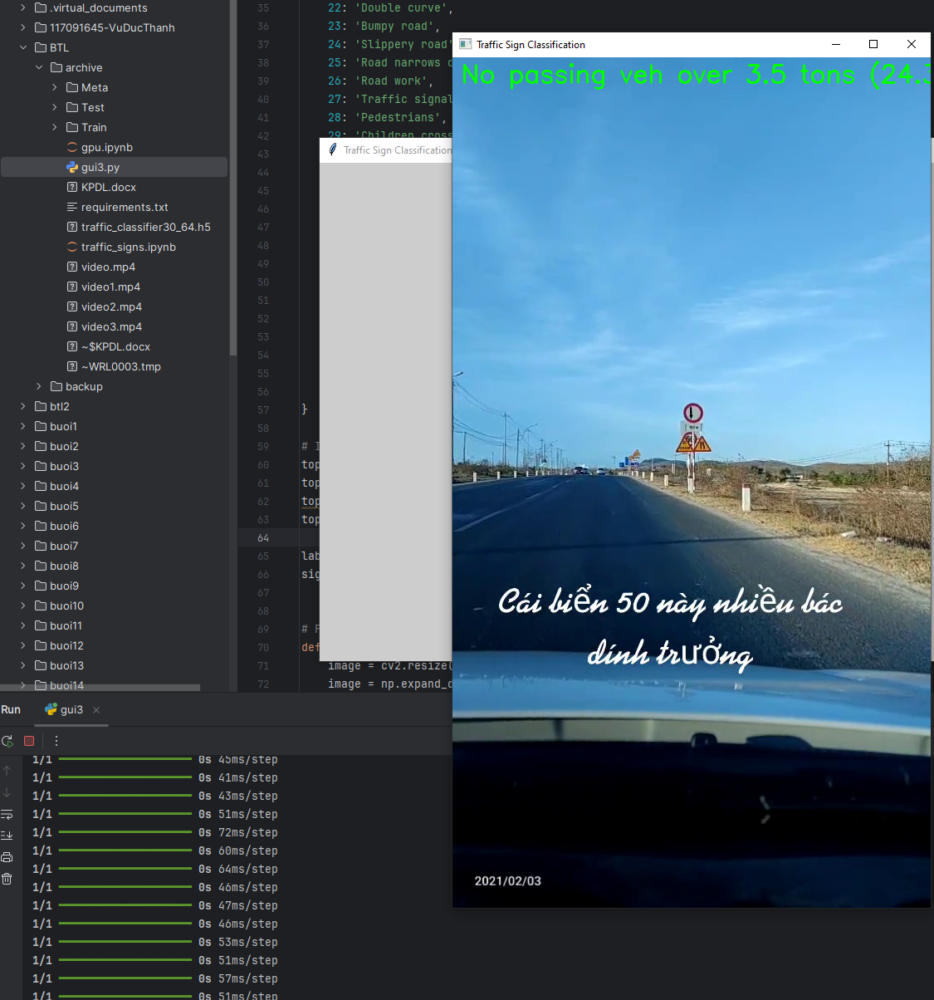 .virtual_documents
117091645-VuDucThanh
BTL
archive
Meta
Test
Train
gpu.ipynb
gui3.py
KPDL.docx
requirements.txt
traffic_classifier30_64.h5
traffic_signs.ipynb
video.mp4
video1.mp4
video2.mp4
video3.mp4
~$KPDL.docx
~WRL0003.tmp
backup
btl2
buoi1
buoi2
buoi3
buoi4
buoi5
buoi6
buoi7
buoi8
buoi9
buoi10
buoi11
buoi12
buoi13
buoi14
35 22: 'Double curve',
36 23: 'Bumpy road',
37 24: 'Slippery road'
38 25: 'Road narrows o
39 26: 'Road work',
40 27: 'Traffic signal
41 28: 'Pedestrians',
42 29: 'Children cross
43
44
45
46
47
48
49
50
51
52
53
54
55
56
57 }
58
59 # I
60 top
61 top
62 top
63 top
64
65 lab
66 sig
67
68
69 # F
70 def
71 image = cv2.resize(
72 image = np.expand_d
Traffic Sign Classification
Traffic Sign Classification
No passing veh over 3.5 tons (24.3
Cái biển 50 này nhiều bác
dính trưởng
2021/02/03
Run gui3
1/1 0s 45ms/step
1/1 0s 41ms/step
1/1 0s 43ms/step
1/1 0s 51ms/step
1/1 0s 72ms/step
1/1 0s 60ms/step
1/1 0s 64ms/step
1/1 0s 46ms/step
1/1 0s 47ms/step
1/1 0s 46ms/step
1/1 0s 53ms/step
1/1 0s 51ms/step
1/1 0s 57ms/step
1/1 0s 51ms/step